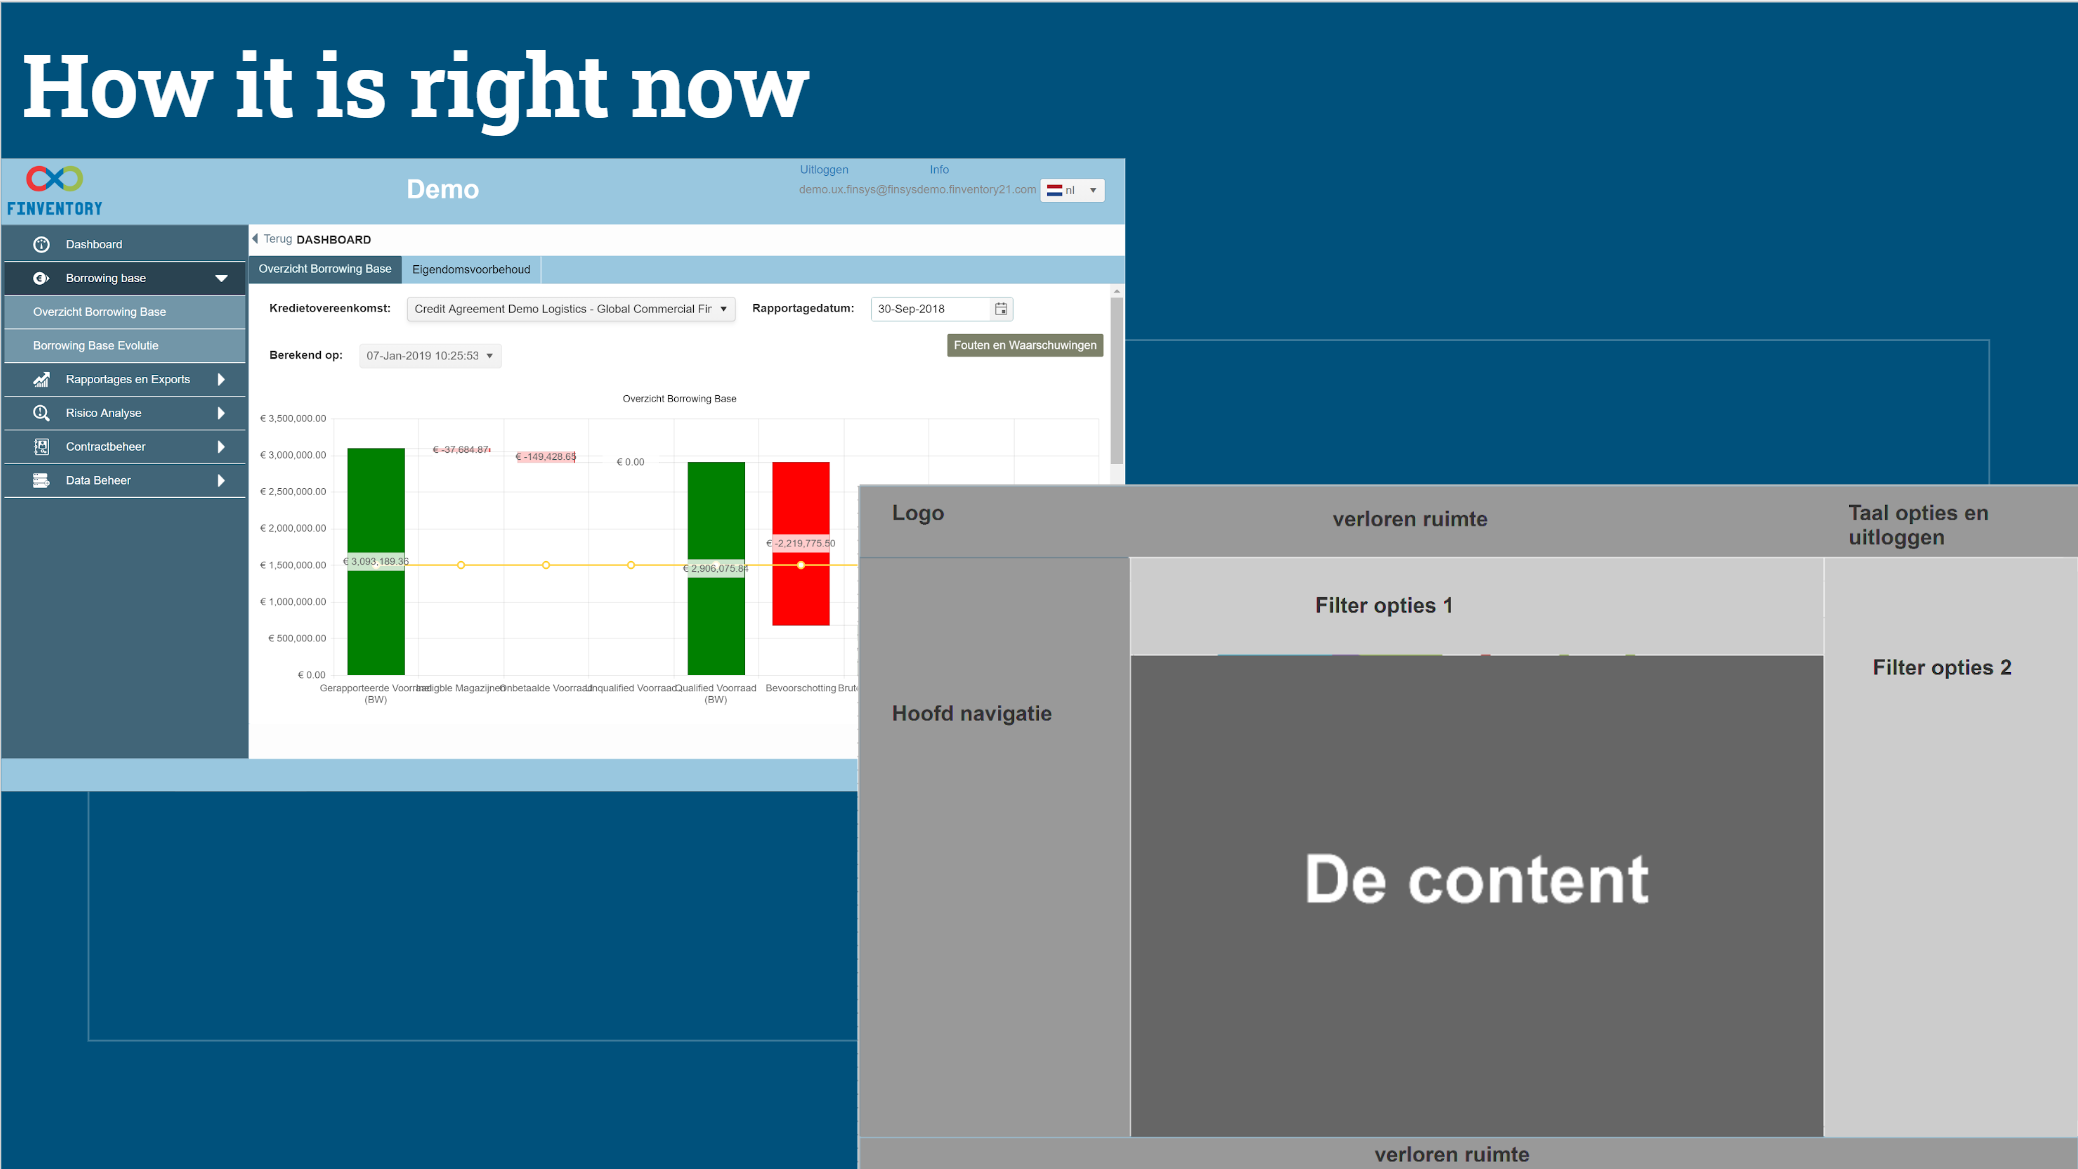 How it is right now
FINVENTORY
Demo
Uitloggen
Info
demo.ux.finsys@finsysdemo.finventory21.com
nl
Dashboard
Borrowing base
Overzicht Borrowing Base
Borrowing Base Evolutie
Rapportages en Exports
Risico Analyse
Contractbeheer
Data Beheer
Terug DASHBOARD
Overzicht Borrowing Base
Eigendomsvoorbehoud
Kredietovereenkomst:
Credit Agreement Demo Logistics - Global Commercial Fir
Rapportagedatum:
30-Sep-2018
Berekend op:
07-Jan-2019 10:25:53
Fouten en Waarschuwingen
Overzicht Borrowing Base
€ 3,500,000.00
€ 3,000,000.00
€ 2,500,000.00
€ 2,000,000.00
€ 1,500,000.00
€ 1,000,000.00
€ 500,000.00
€ 0.00
€ 3,093,189.36
€ -37,684.87
€ -149,428.65
€ 0.00
€ 2,906,075.84
€ -2,219,775.50
Gerapporteerde
(BW)
Magazijnen
Qualified Voorraad
(BW)
Bevoorschotting
Logo
verloren ruimte
Taal opties en
uitloggen
Filter opties 1
Filter opties 2
Hoofd navigatie
De content
verloren ruimte